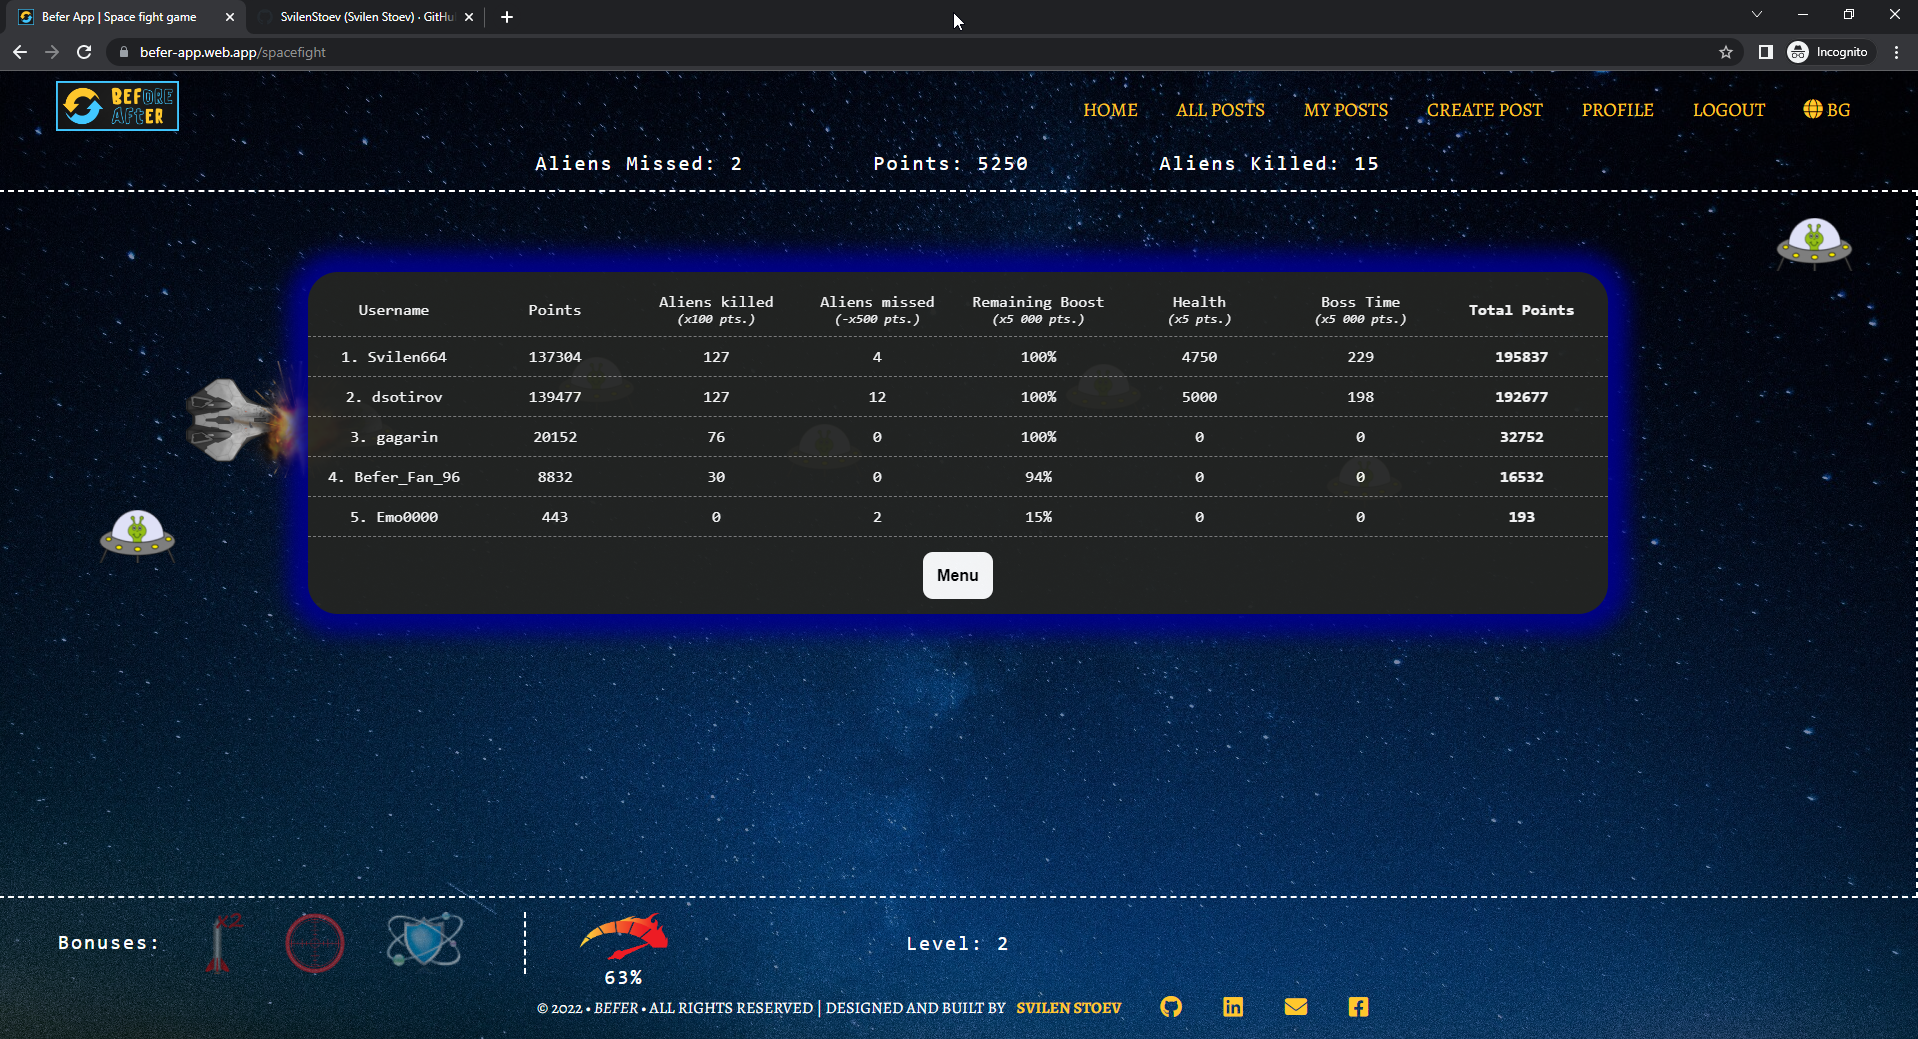 Befer App | Space fight game
SvilenStoev (Svilen Stoev) · GitHu
befer-app.web.app/spacefight
Incognito
BEFORE
AFTER
HOME ALL POSTS MY POSTS CREATE POST PROFILE LOGOUT BG
Aliens Missed: 2 Points: 5250 Aliens Killed: 15
Username Points Aliens killed Aliens missed Remaining Boost Health Boss Time Total Points
(x100 pts.) (-x500 pts.) (x5 000 pts.) (x5 pts.) (x5 000 pts.)
1. Svilen664 137304 127 4 100% 4750 229 195837
2. dsotirov 139477 127 12 100% 5000 198 192677
3. gagarin 20152 76 0 100% 0 0 32752
4. Befer_Fan_96 8832 30 0 94% 0 0 16532
5. Emo0000 443 0 2 15% 0 0 193
Menu
Bonuses: X2 Level: 2
63%
© 2022 • BEFER • ALL RIGHTS RESERVED | DESIGNED AND BUILT BY SVILEN STOEV